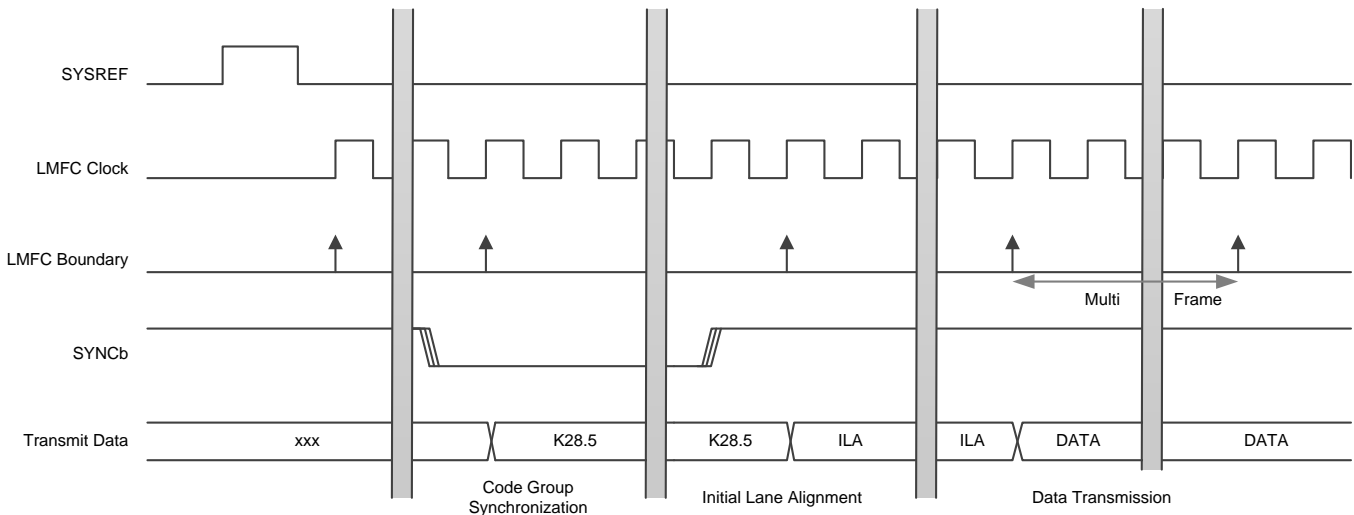 SYSREF
LMFC Clock
LMFC Boundary
Multi Frame
SYNCb
Transmit Data
xxx
K28.5
K28.5
ILA
ILA
DATA
DATA
Code Group
Synchronization
Initial Lane Alignment
Data Transmission